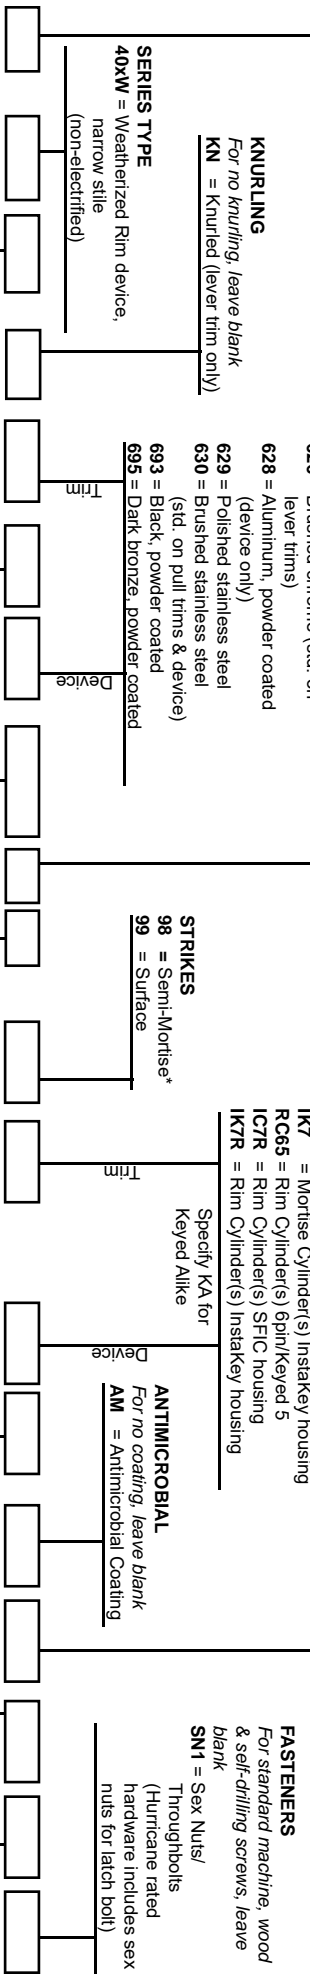 SERIES TYPE
40xW = Weatherized Rim device,
narrow stile
(non-electrified)
KNURLING
For no knurling, leave blank
KN = Knurled (lever trim only)
lever trims)
628 = Aluminum, powder coated
(device only)
629 = Polished stainless steel
630 = Brushed stainless steel
(std. on pull trims & device)
693 = Black, powder coated
695 = Dark bronze, powder coated
Trim
Device
STRIKES
98 = Semi-Mortise*
99 = Surface
IK7 = Mortise Cylinder(s) InstaKey housing
RC65 = Rim Cylinder(s) 6pin/Keyed 5
IC7R = Rim Cylinder(s) SFIC housing
IK7R = Rim Cylinder(s) InstaKey housing
Specify KA for
Keyed Alike
Trim
Device
ANTIMICROBIAL
For no coating, leave blank
AM = Antimicrobial Coating
FASTENERS
For standard machine, wood
& self-drilling screws, leave
blank
SN1 = Sex Nuts/
Throughbolts
(Hurricane rated
hardware includes sex
nuts for latch bolt)